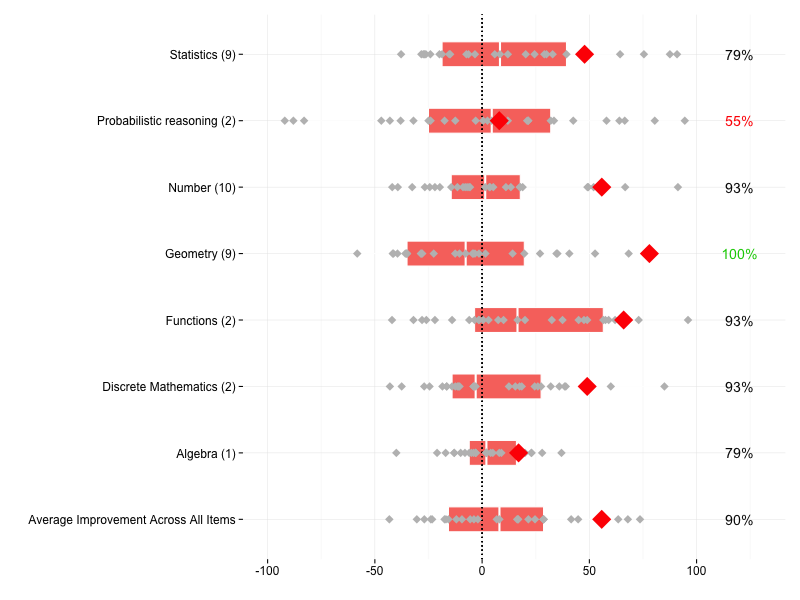 Statistics (9) 79%
Probabilistic reasoning (2) 55%
Number (10) 93%
Geometry (9) 100%
Functions (2) 93%
Discrete Mathematics (2) 93%
Algebra (1) 79%
Average Improvement Across All Items 90%
-100 -50 0 50 100